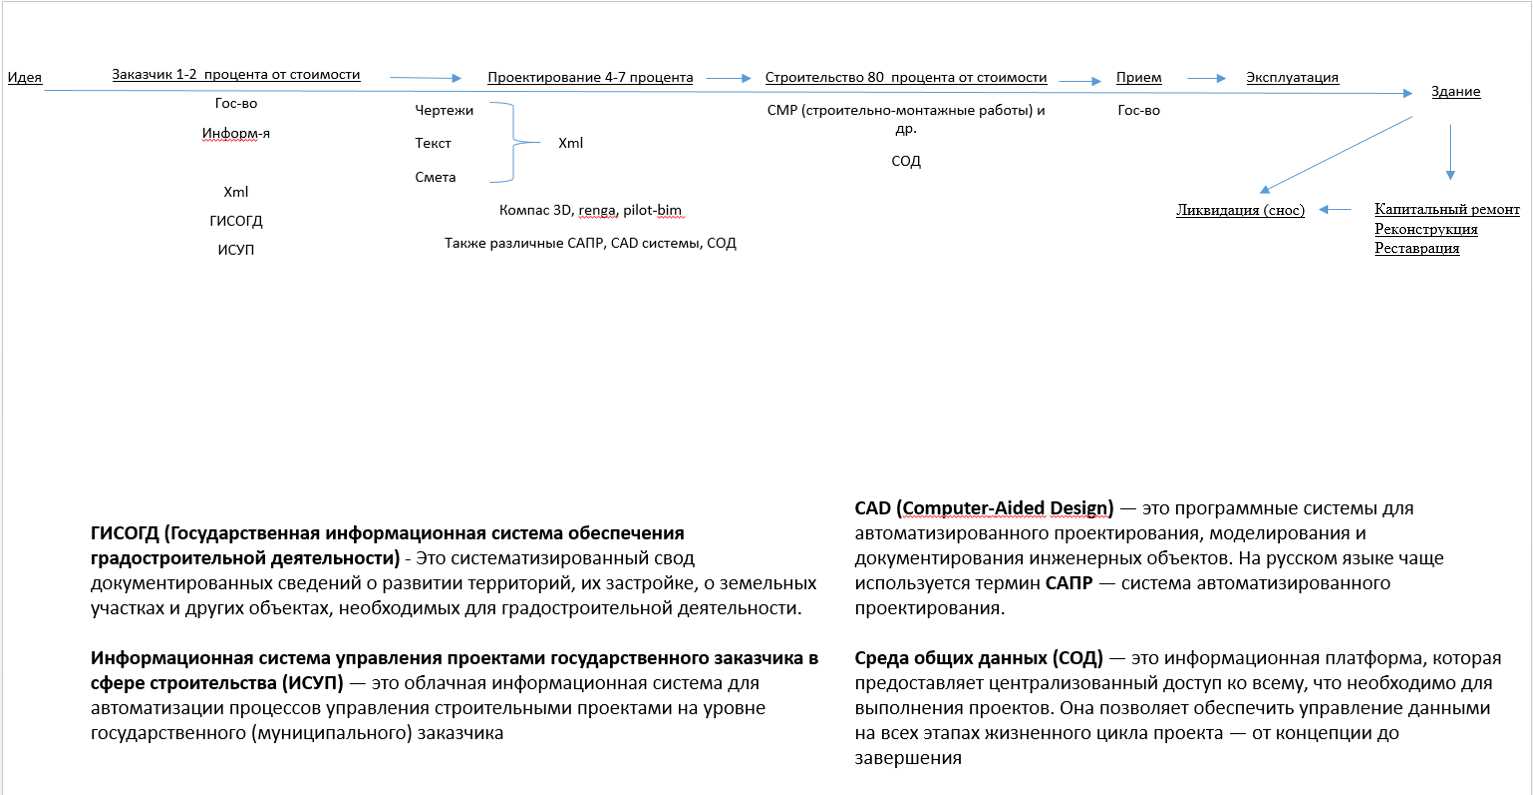 Идея
Заказчик 1-2 процента от стоимости
Проектирование 4-7 процента
Строительство 80 процента от стоимости
Прием
Эксплуатация
Здание
Гос-во
Информ-я
Xml
ГИСОГД
ИСУП
Чертежи
Текст
Смета
Xml
Компас 3D, renga, pilot-bim
Также различные САПР, CAD системы, СОД
СМР (строительно-монтажные работы) и
др.
СОД
Гос-во
Ликвидация (снос)
Капитальный ремонт
Реконструкция
Реставрация
ГИСОГД (Государственная информационная система обеспечения
градостроительной деятельности) - Это систематизированный свод
документированных сведений о развитии территорий, их застройке, о земельных
участках и других объектах, необходимых для градостроительной деятельности.
Информационная система управления проектами государственного заказчика в
сфере строительства (ИСУП) — это облачная информационная система для
автоматизации процессов управления строительными проектами на уровне
государственного (муниципального) заказчика
CAD (Computer-Aided Design) — это программные системы для
автоматизированного проектирования, моделирования и
документирования инженерных объектов. На русском языке чаще
используется термин САПР — система автоматизированного
проектирования.
Среда общих данных (СОД) — это информационная платформа, которая
предоставляет централизованный доступ ко всему, что необходимо для
выполнения проектов. Она позволяет обеспечить управление данными
на всех этапах жизненного цикла проекта — от концепции до
завершения